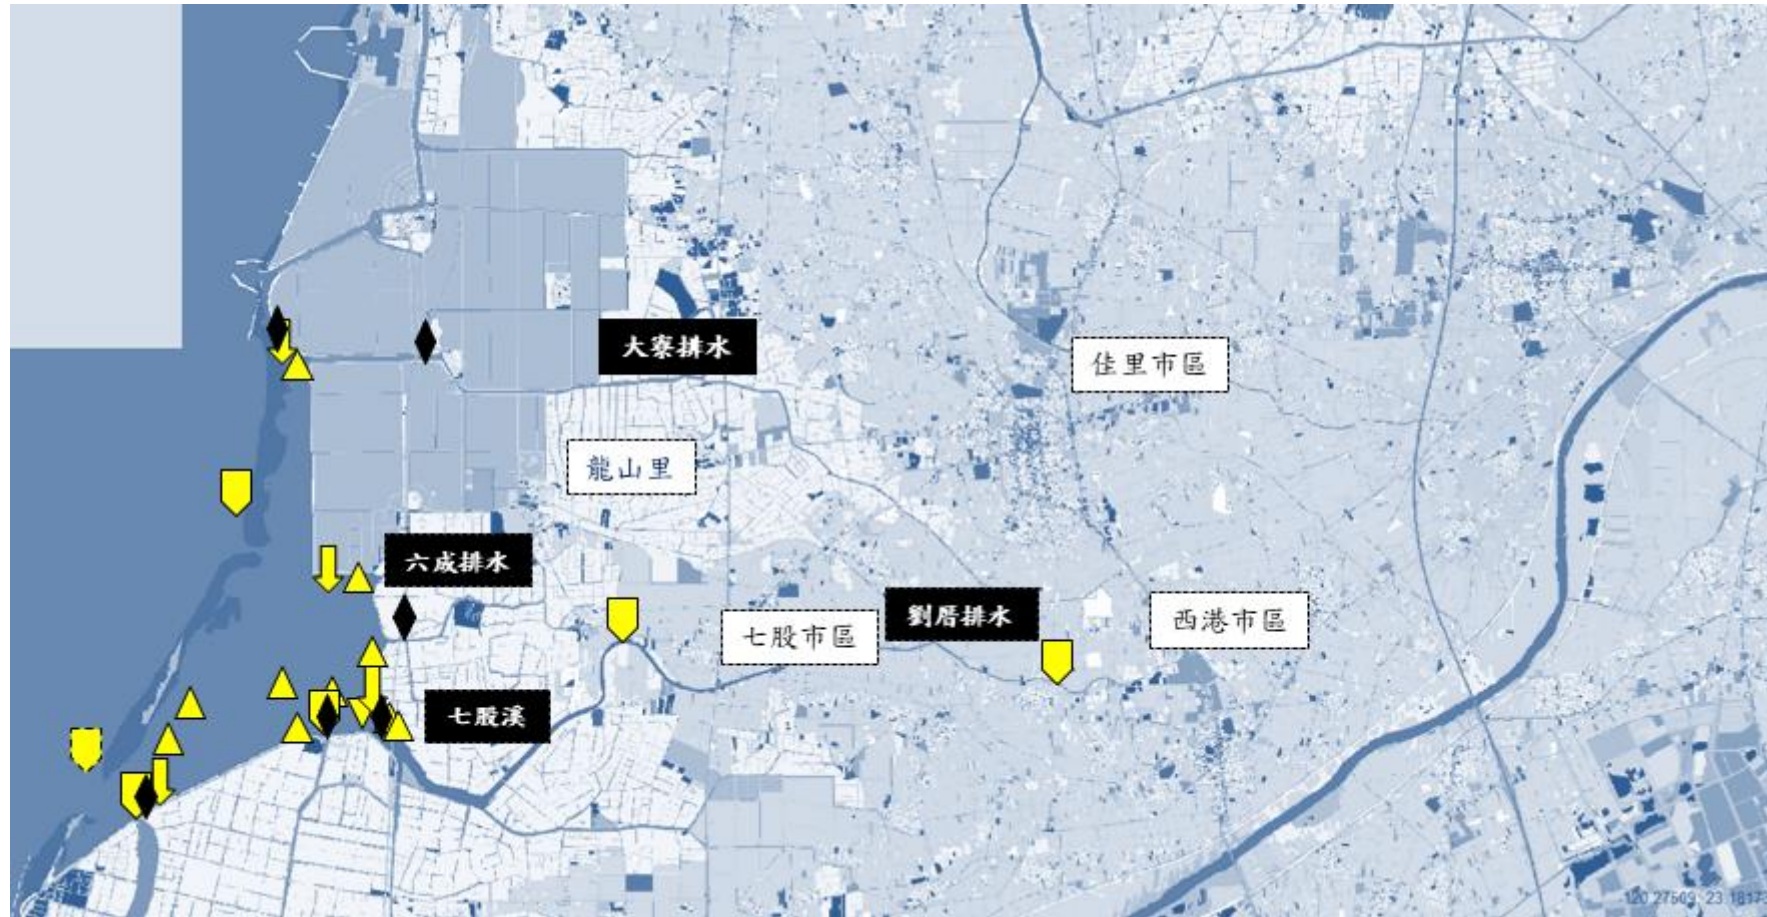 大寮排水
佳里市區
龍山里
六成排水
劉厝排水
西港市區
七股市區
七股溪